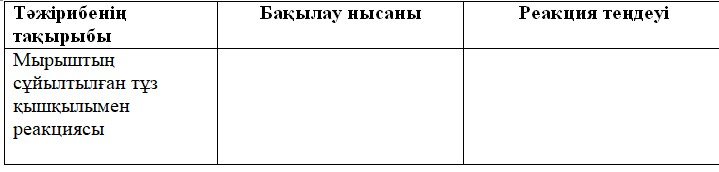 Тәжірибенің тақырыбы
Бақылау нысаны
Реакция теңдеуі
Мырыштың
сұйылтылған тұз
қышқылымен
реакциясы